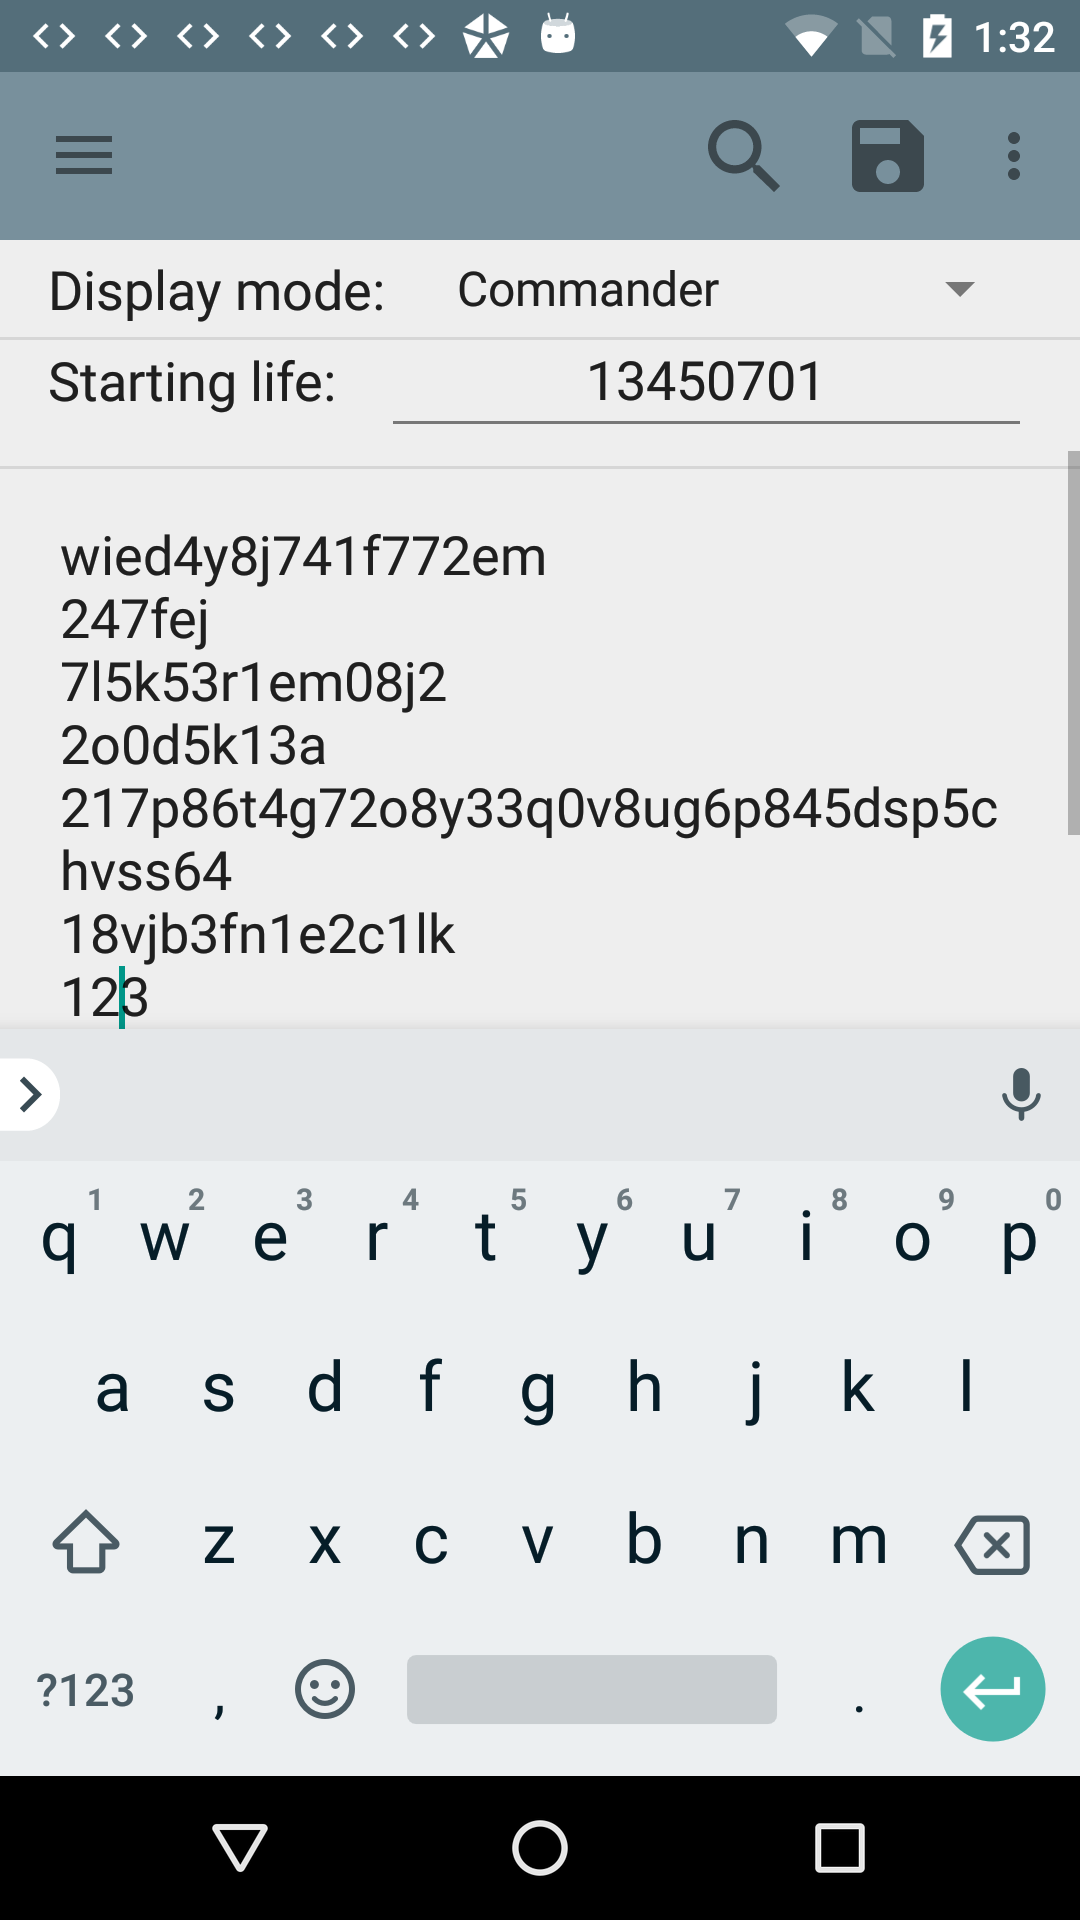 1:32
Display mode: Commander
Starting life: 13450701
wied4y8j741f772em
247fej
7l5k53r1em08j2
2o0d5k13a
217p86t4g72o8y33q0v8ug6p845dsp5c
hvss64
18vjb3fn1e2c1lk
123
1 2 3 4 5 6 7 8 9 0
q w e r t y u i o p
a s d f g h j k l
z x c v b n m
?123 , .